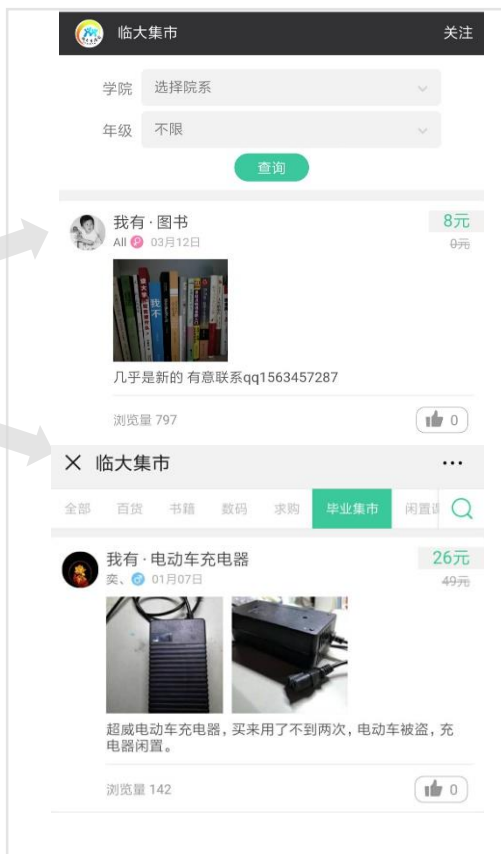 临大集市
关注
学院 选择院系
年级 不限
查询
我有·图书
8元
All 03月12日
0元
几乎是新的 有意联系qq1563457287
浏览量 797
0
临大集市
全部 百货 书籍 数码 求购 毕业集市 闲置
我有·电动车充电器
26元
奕、 01月07日
49元
超威电动车充电器，买来用了不到两次，电动车被盗，充
电器闲置。
浏览量 142
0